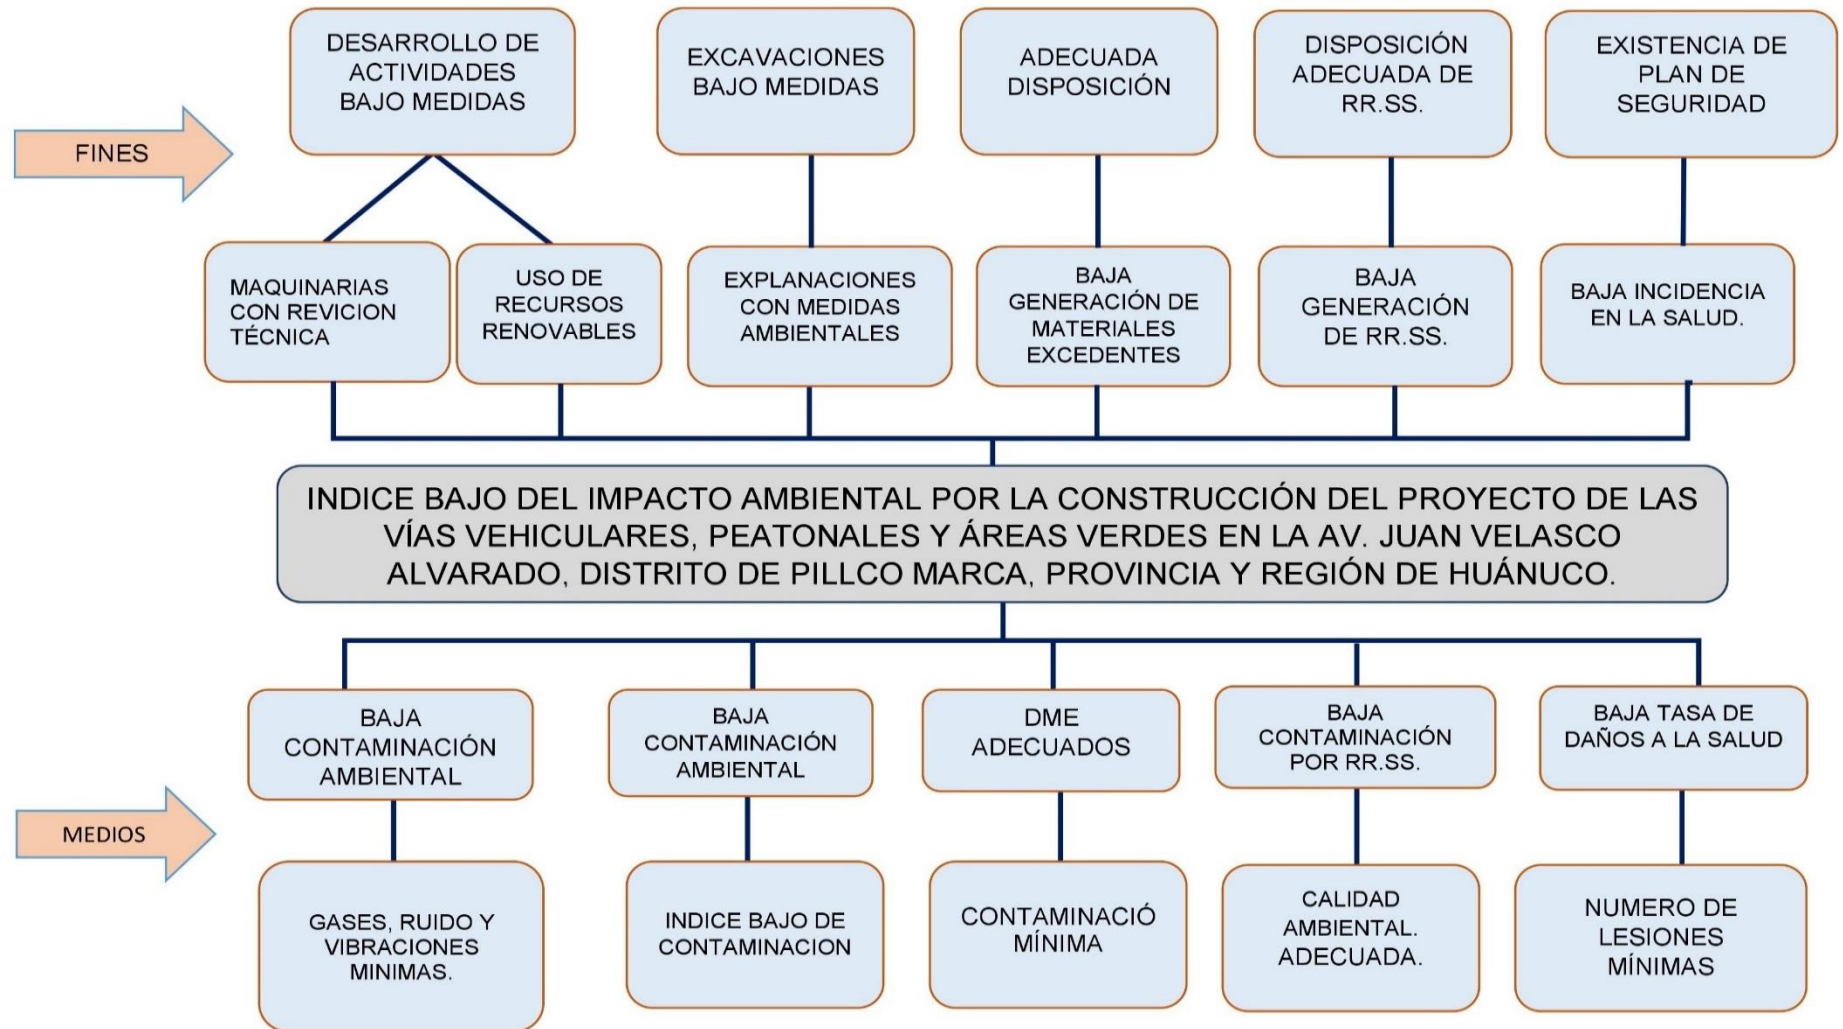 DESARROLLO DE
ACTIVIDADES
BAJO MEDIDAS
EXCAVACIONES
BAJO MEDIDAS
ADECUADA
DISPOSICIÓN
DISPOSICIÓN
ADECUADA DE
RR.SS.
EXISTENCIA DE
PLAN DE
SEGURIDAD
FINES
MAQUINARIAS
CON REVICION
TÉCNICA
USO DE
RECURSOS
RENOVABLES
EXPLANACIONES
CON MEDIDAS
AMBIENTALES
BAJA
GENERACIÓN DE
MATERIALES
EXCEDENTES
BAJA
GENERACIÓN
DE RR.SS.
BAJA INCIDENCIA
EN LA SALUD.
INDICE BAJO DEL IMPACTO AMBIENTAL POR LA CONSTRUCCIÓN DEL PROYECTO DE LAS
VÍAS VEHICULARES, PEATONALES Y ÁREAS VERDES EN LA AV. JUAN VELASCO
ALVARADO, DISTRITO DE PILLCO MARCA, PROVINCIA Y REGIÓN DE HUÁNUCO.
BAJA
CONTAMINACIÓN
AMBIENTAL
BAJA
CONTAMINACIÓN
AMBIENTAL
DME
ADECUADOS
BAJA
CONTAMINACIÓN
POR RR.SS.
BAJA TASA DE
DAÑOS A LA SALUD
MEDIOS
GASES, RUIDO Y
VIBRACIONES
MINIMAS.
INDICE BAJO DE
CONTAMINACION
CONTAMINACIÓ
MÍNIMA
CALIDAD
AMBIENTAL.
ADECUADA.
NUMERO DE
LESIONES
MÍNIMAS